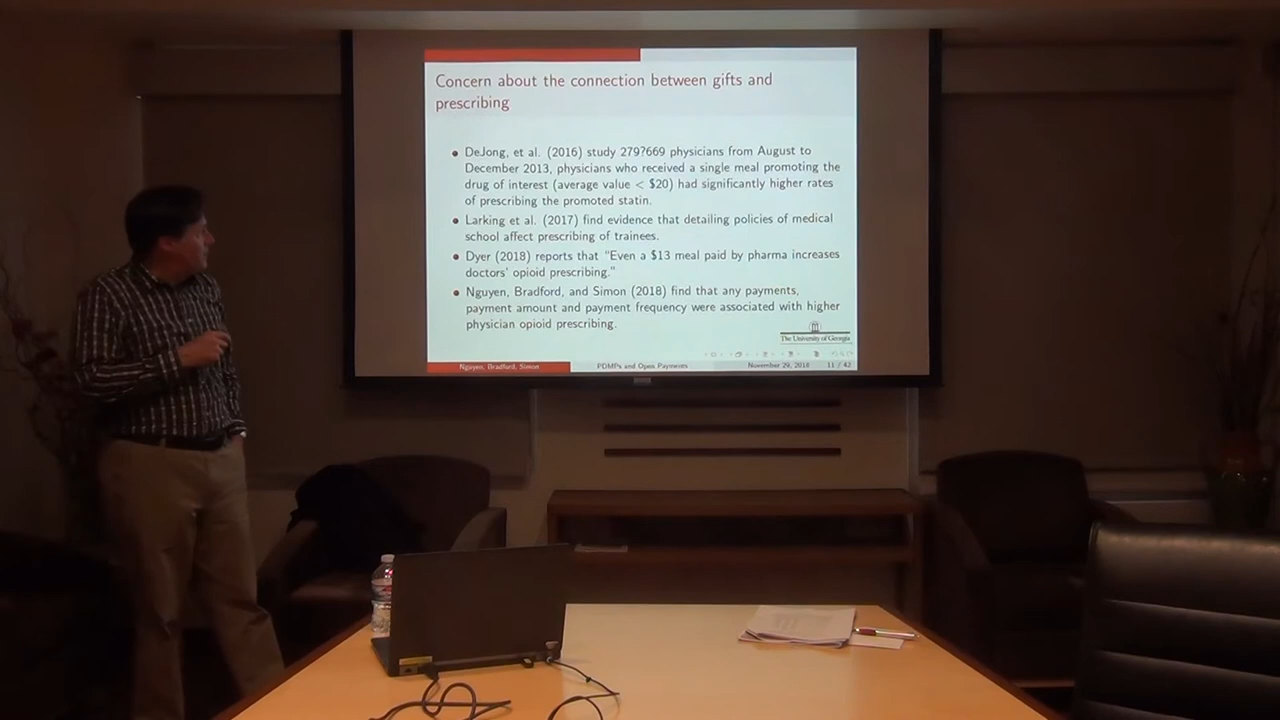 Concern about the connection between gifts and
prescribing
DeJong, et al. (2016) study 279?669 physicians from August to
December 2013, physicians who received a single meal promoting the
drug of interest (average value < $20) had significantly higher rates
of prescribing the promoted statin.
Larking et al. (2017) find evidence that detailing policies of medical
school affect prescribing of trainees.
Dyer (2018) reports that "Even a $13 meal paid by pharma increases
doctors' opioid prescribing."
Nguyen, Bradford, and Simon (2018) find that any payments,
payment amount and payment frequency were associated with higher
physician opioid prescribing.
The University of Georgia
Nguyen, Bradford, Simon PDMPs and Open Payments November 29, 2018 11 / 42